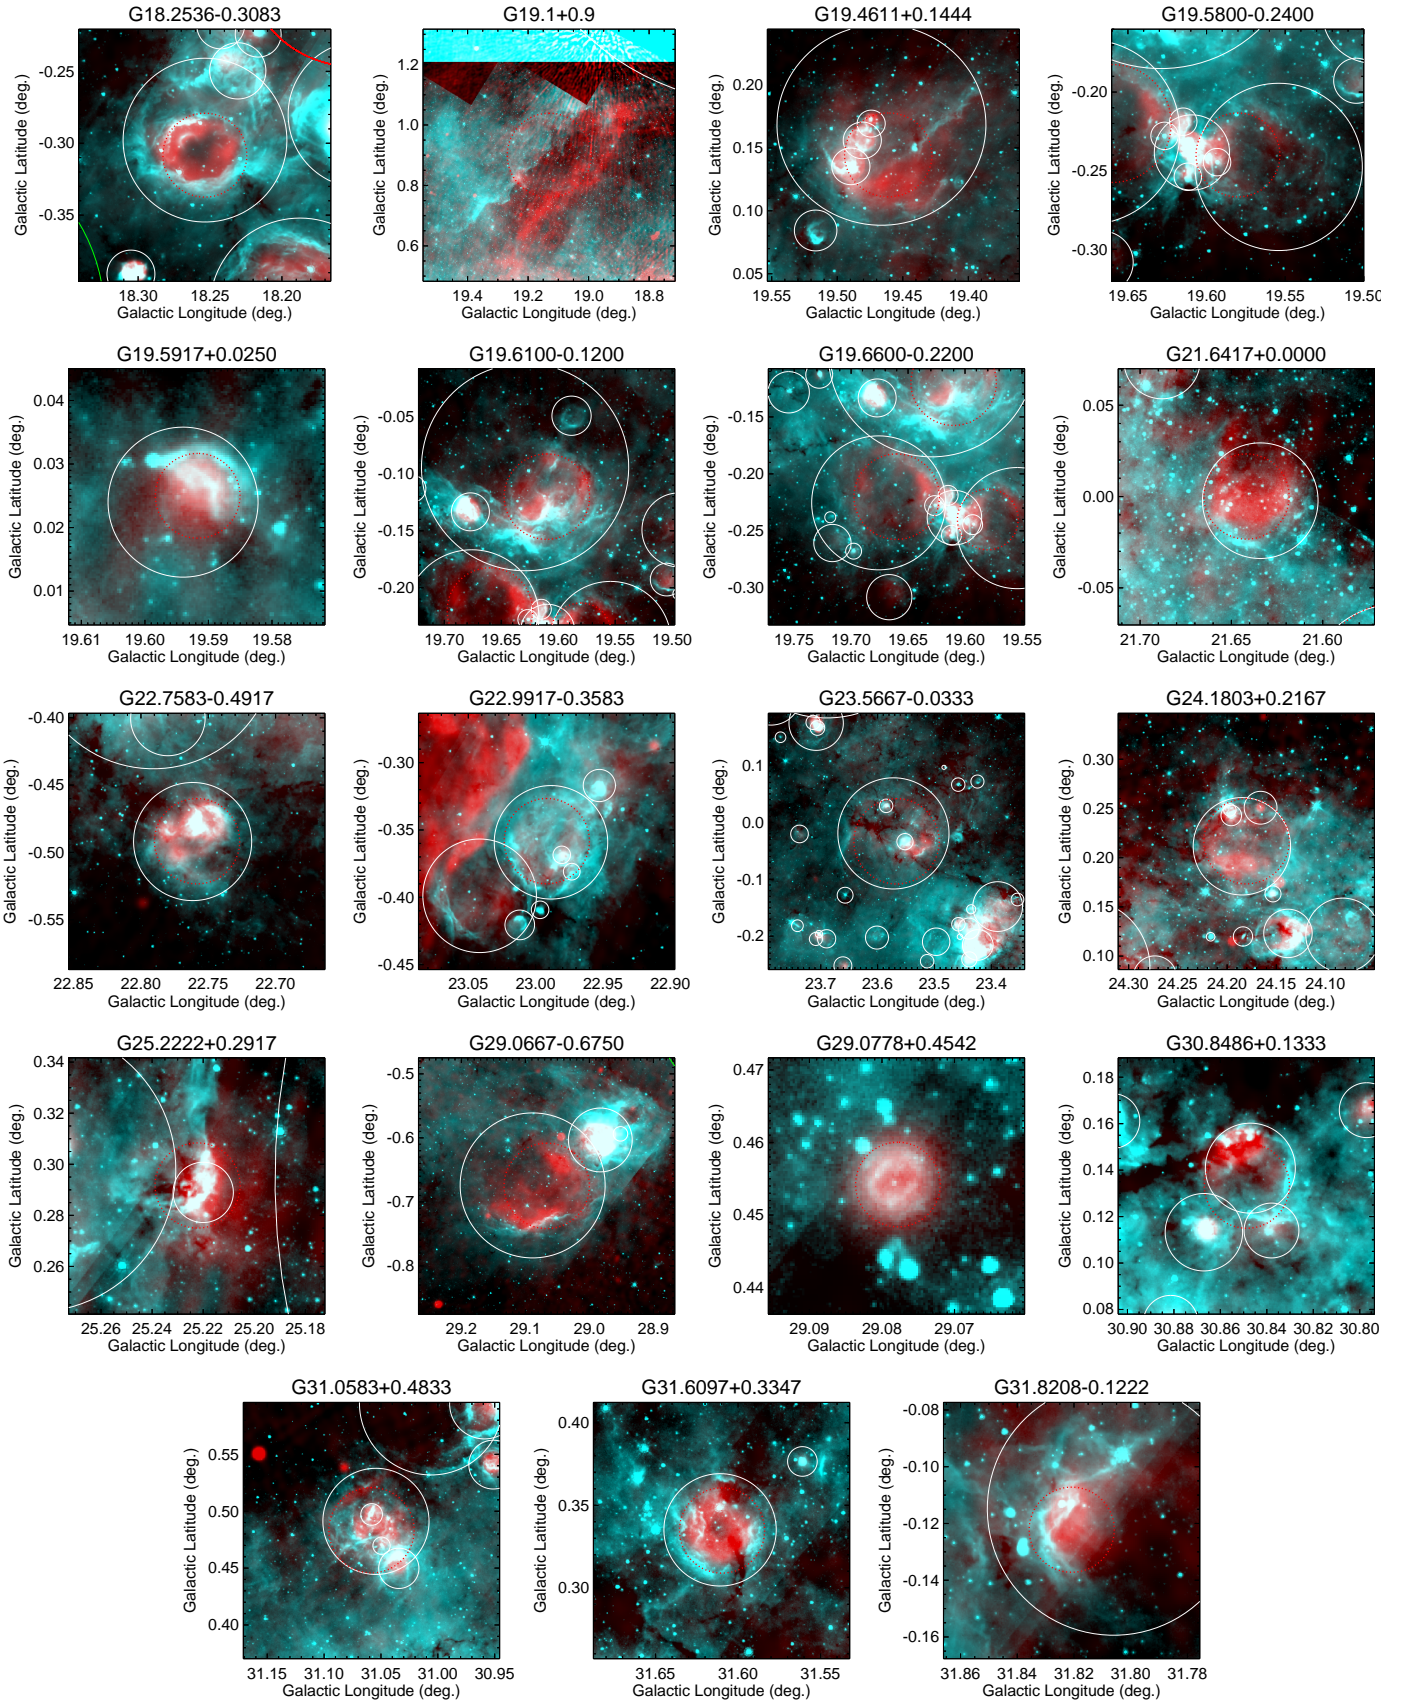 G18.2536-0.3083
G19.1+0.9
G19.4611+0.1444
G19.5800-0.2400
Galactic Latitude (deg.)
-0.25
-0.30
-0.35
18.30 18.25 18.20
Galactic Longitude (deg.)
Galactic Latitude (deg.)
1.2
1.0
0.8
0.6
19.4 19.2 19.0 18.8
Galactic Longitude (deg.)
Galactic Latitude (deg.)
0.20
0.15
0.10
0.05
19.55 19.50 19.45 19.40
Galactic Longitude (deg.)
Galactic Latitude (deg.)
-0.20
-0.25
-0.30
19.65 19.60 19.55 19.50
Galactic Longitude (deg.)
G19.5917+0.0250
G19.6100-0.1200
G19.6600-0.2200
G21.6417+0.0000
Galactic Latitude (deg.)
0.04
0.03
0.02
0.01
19.61 19.60 19.59 19.58
Galactic Longitude (deg.)
Galactic Latitude (deg.)
-0.05
-0.10
-0.15
-0.20
19.70 19.65 19.60 19.55 19.50
Galactic Longitude (deg.)
Galactic Latitude (deg.)
-0.15
-0.20
-0.25
-0.30
19.75 19.70 19.65 19.60 19.55
Galactic Longitude (deg.)
Galactic Latitude (deg.)
0.05
0.00
-0.05
21.70 21.65 21.60
Galactic Longitude (deg.)
G22.7583-0.4917
G22.9917-0.3583
G23.5667-0.0333
G24.1803+0.2167
Galactic Latitude (deg.)
-0.40
-0.45
-0.50
-0.55
22.85 22.80 22.75 22.70
Galactic Longitude (deg.)
Galactic Latitude (deg.)
-0.30
-0.35
-0.40
-0.45
23.05 23.00 22.95 22.90
Galactic Longitude (deg.)
Galactic Latitude (deg.)
0.1
0.0
-0.1
-0.2
23.7 23.6 23.5 23.4
Galactic Longitude (deg.)
Galactic Latitude (deg.)
0.30
0.25
0.20
0.15
0.10
24.30 24.25 24.20 24.15 24.10
Galactic Longitude (deg.)
G25.2222+0.2917
G29.0667-0.6750
G29.0778+0.4542
G30.8486+0.1333
Galactic Latitude (deg.)
0.34
0.32
0.30
0.28
0.26
25.26 25.24 25.22 25.20 25.18
Galactic Longitude (deg.)
Galactic Latitude (deg.)
-0.5
-0.6
-0.7
-0.8
29.2 29.1 29.0 28.9
Galactic Longitude (deg.)
Galactic Latitude (deg.)
0.47
0.46
0.45
0.44
29.09 29.08 29.07
Galactic Longitude (deg.)
Galactic Latitude (deg.)
0.18
0.16
0.14
0.12
0.10
0.08
30.90 30.88 30.86 30.84 30.82 30.80
Galactic Longitude (deg.)
G31.0583+0.4833
G31.6097+0.3347
G31.8208-0.1222
Galactic Latitude (deg.)
0.55
0.50
0.45
0.40
31.15 31.10 31.05 31.00 30.95
Galactic Longitude (deg.)
Galactic Latitude (deg.)
0.40
0.35
0.30
31.65 31.60 31.55
Galactic Longitude (deg.)
Galactic Latitude (deg.)
-0.08
-0.10
-0.12
-0.14
-0.16
31.86 31.84 31.82 31.80 31.78
Galactic Longitude (deg.)